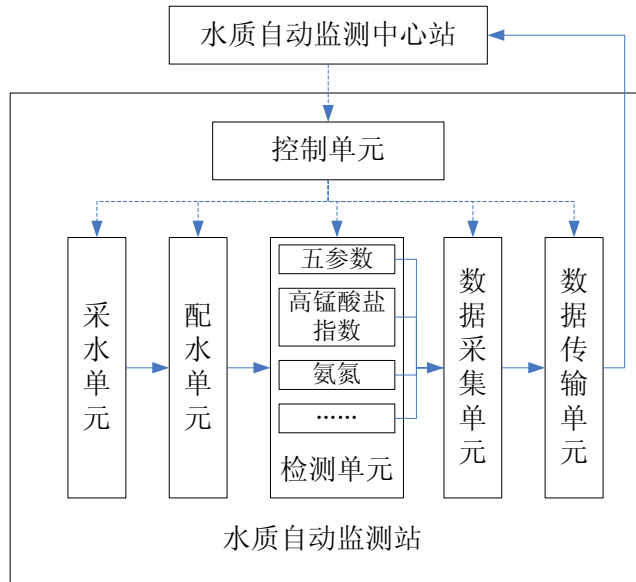 水质自动监测中心站
控制单元
采水单元
配水单元
五参数
高锰酸盐
指数
氨氮
……
检测单元
数据采集单元
数据传输单元
水质自动监测站